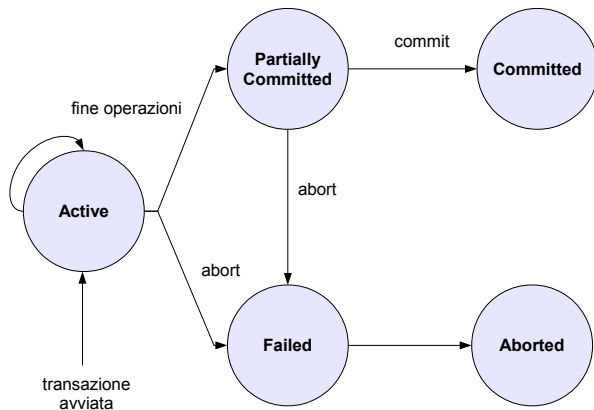 commit
Partially
Committed
Committed
fine operazioni
Active
abort
abort
Failed
Aborted
transazione
avviata